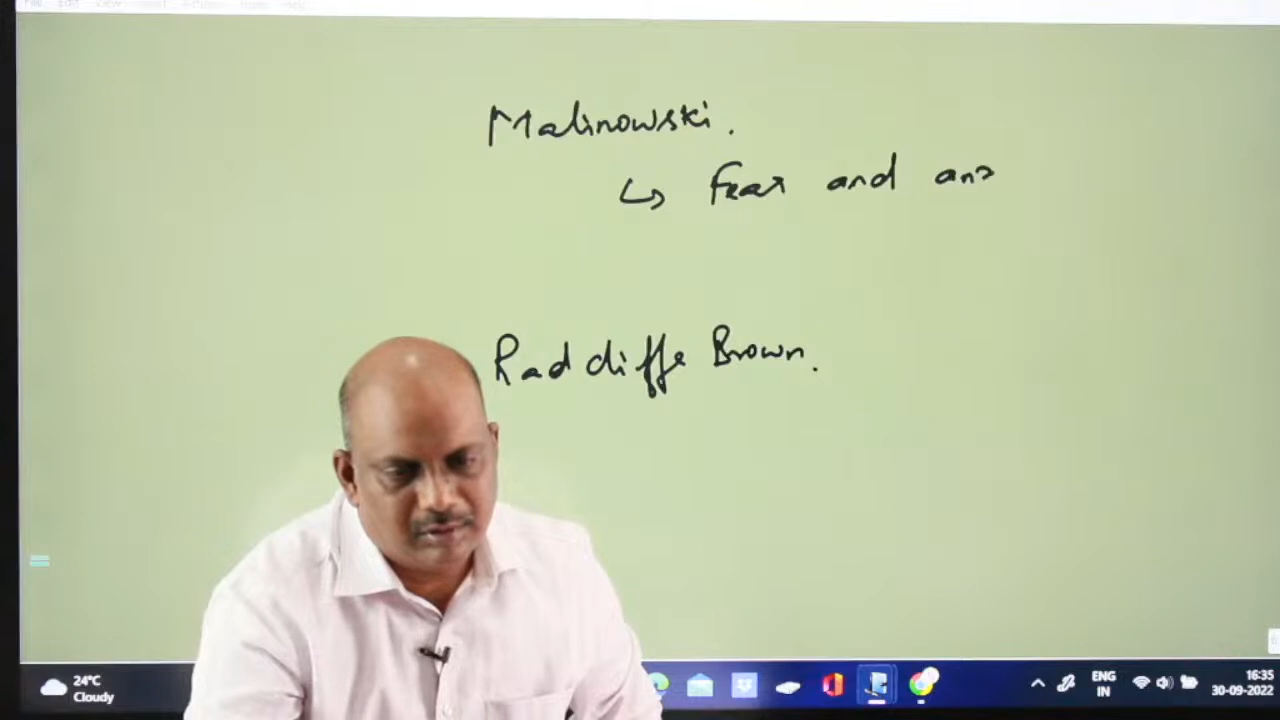 Malinowski.
↳ Fear and anx
Radcliffe Brown.
24°C
Cloudy
ENG
IN
16:35
30-09-2022